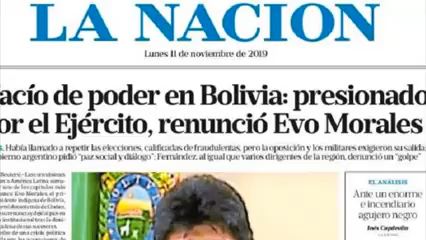 LA NACION
Lunes 11 de noviembre de 2019
acío de poder en Bolivia: presionado
or el Ejército, renunció Evo Morales
Había llamado a repetir las elecciones, calificadas de fraudulentas, pero la oposición y los militares exigieron su salida
bierno argentino pidió "paz social y diálogo"; Fernández, al igual que varios dirigentes de la región, denunció un "golpe"
EL ANÁLISIS
Ante un enorme
e incendiario
agujero negro
Inés Capdevila